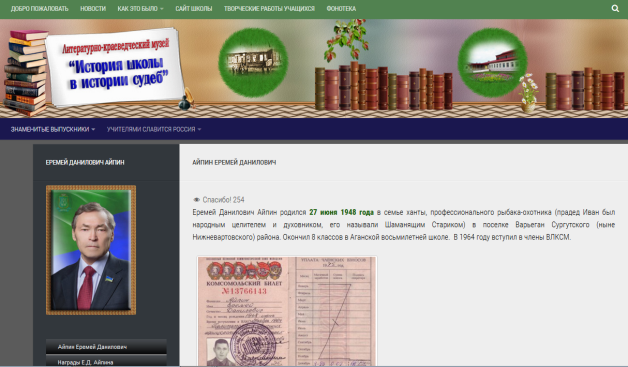 ДОБРО ПОЖАЛОВАТЬ НОВОСТИ КАК ЭТО БЫЛО САЙТ ШКОЛЫ ТВОРЧЕСКИЕ РАБОТЫ УЧАЩИХСЯ ФОНОТЕКА
Литературно-краеведческий музей
"История школы
в истории судеб"
ЗНАМЕНИТЫЕ ВЫПУСКНИКИ УЧИТЕЛЯМИ СЛАВИТСЯ РОССИЯ
ЕРЕМЕЙ ДАНИЛОВИЧ АЙПИН
АЙПИН ЕРЕМЕЙ ДАНИЛОВИЧ
Спасибо! 254
Еремей Данилович Айпин родился 27 июня 1948 года в семье ханты, профессионального рыбака-охотника (прадед Иван был
народным целителем и духовником, его называли Шаманящим Стариком) в поселке Варьеган Сургутского (ныне
Нижневартовского) района. Окончил 8 классов в Аганской восьмилетней школе. В 1964 году вступил в члены ВЛКСМ.
КОМСОМОЛЬСКИЙ БИЛЕТ
№13766143
Айпин Еремей Данилович
Награды Е.Д. Айпина